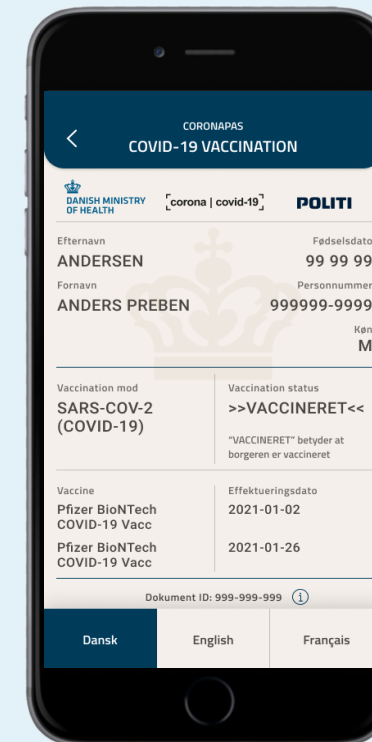 CORONAPAS
COVID-19 VACCINATION
DANISH MINISTRY
OF HEALTH
[corona | covid-19]
POLITI
Efternavn
Fødselsdato
ANDERSEN
99 99 99
Fornavn
Personnummer
ANDERS PREBEN
999999-9999
Køn
M
Vaccination mod
Vaccination status
SARS-COV-2
(COVID-19)
>>VACCINERET<<
"VACCINERET" betyder at
borgeren er vaccineret
Vaccine
Effektueringsdato
Pfizer BioNTech
COVID-19 Vacc
2021-01-02
Pfizer BioNTech
COVID-19 Vacc
2021-01-26
Dokument ID: 999-999-999 i
Dansk
English
Français